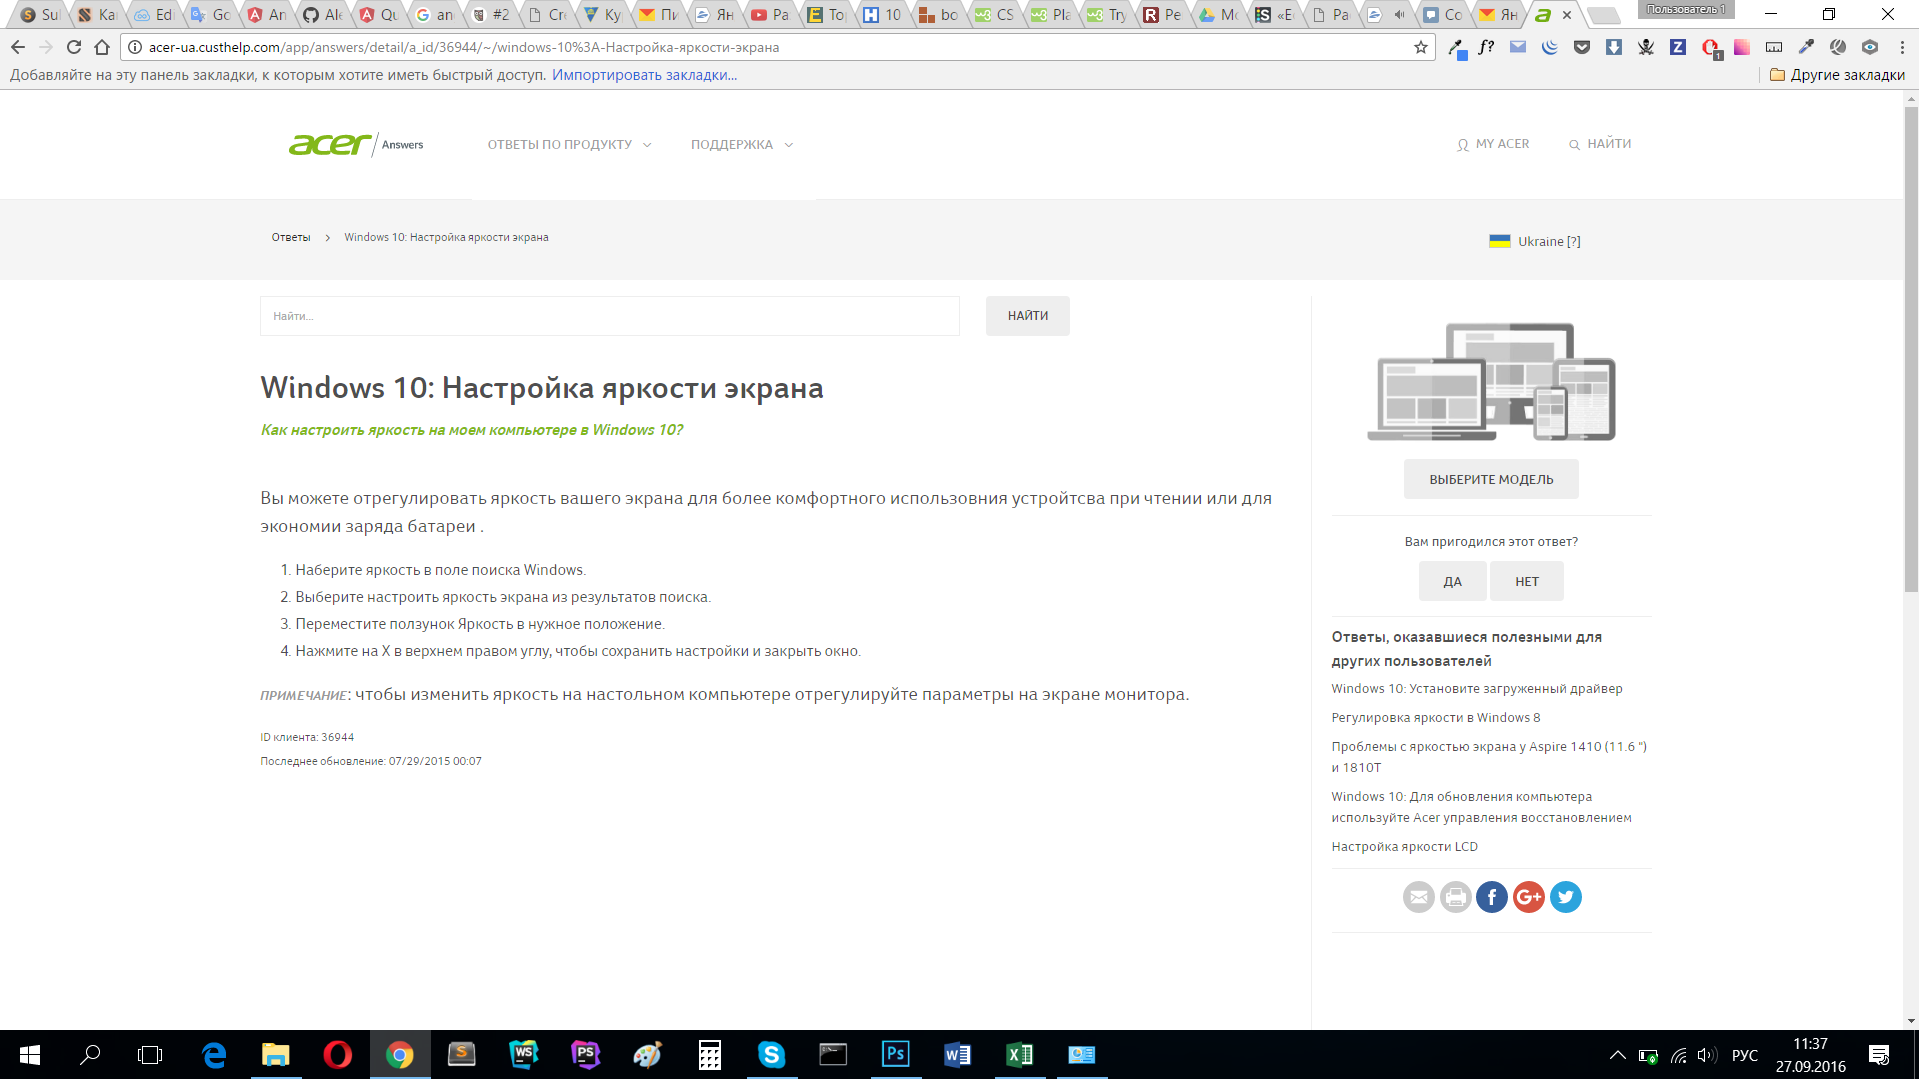 Su
Ka
Edi
Go
An
Ale
Qu
an
#2
Cre
Ку
Пи
Ян
Ра
Тор
10
bo
CS
Pla
Try
Pe
Мо
«Е
Ра
Co
Ян
Пользователь 1
acer-ua.custhelp.com/app/answers/detail/a_id/36944/~/windows-10%3A-Настройка-яркости-экрана
Добавляйте на эту панель закладки, к которым хотите иметь быстрый доступ. Импортировать закладки...
Другие закладки
acer Answers
ОТВЕТЫ ПО ПРОДУКТУ
ПОДДЕРЖКА
MY ACER
НАЙТИ
Ответы > Windows 10: Настройка яркости экрана
Ukraine [?]
Найти...
НАЙТИ
Windows 10: Настройка яркости экрана
Как настроить яркость на моем компьютере в Windows 10?
Вы можете отрегулировать яркость вашего экрана для более комфортного использовния устройтсва при чтении или для
экономии заряда батареи .
1. Наберите яркость в поле поиска Windows.
2. Выберите настроить яркость экрана из результатов поиска.
3. Переместите ползунок Яркость в нужное положение.
4. Нажмите на X в верхнем правом углу, чтобы сохранить настройки и закрыть окно.
ПРИМЕЧАНИЕ: чтобы изменить яркость на настольном компьютере отрегулируйте параметры на экране монитора.
ID клиента: 36944
Последнее обновление: 07/29/2015 00:07
ВЫБЕРИТЕ МОДЕЛЬ
Вам пригодился этот ответ?
ДА
НЕТ
Ответы, оказавшиеся полезными для
других пользователей
Windows 10: Установите загруженный драйвер
Регулировка яркости в Windows 8
Проблемы с яркостью экрана у Aspire 1410 (11.6 ")
и 1810T
Windows 10: Для обновления компьютера
используйте Acer управления восстановлением
Настройка яркости LCD
РУС
11:37
27.09.2016